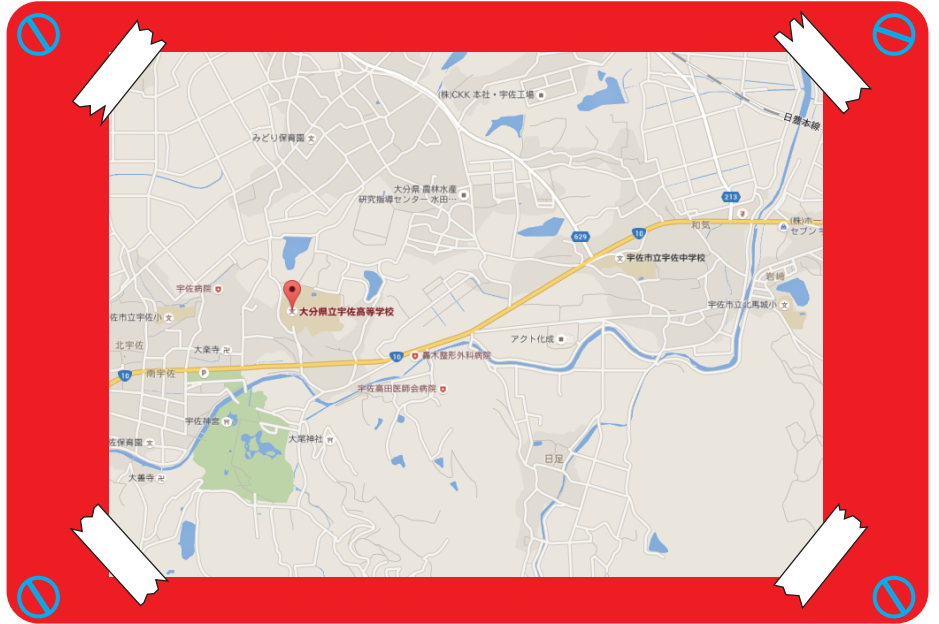 (株)CKK 本社・宇佐工場
日豊本線
みどり保育園
大分県 農林水産
研究指導センター 水田…
213
和気
(株)ホー
セブン
10
629
宇佐市立宇佐中学校
岩崎
宇佐病院
宇佐市立北馬城小
大分県立宇佐高等学校
佐市立宇佐小
アクト化成
北宇佐
大楽寺
10
轟木整形外科病院
P
南宇佐
10
宇佐高田医師会病院
宇佐神宮
大尾神社
佐保育園
日足
大善寺